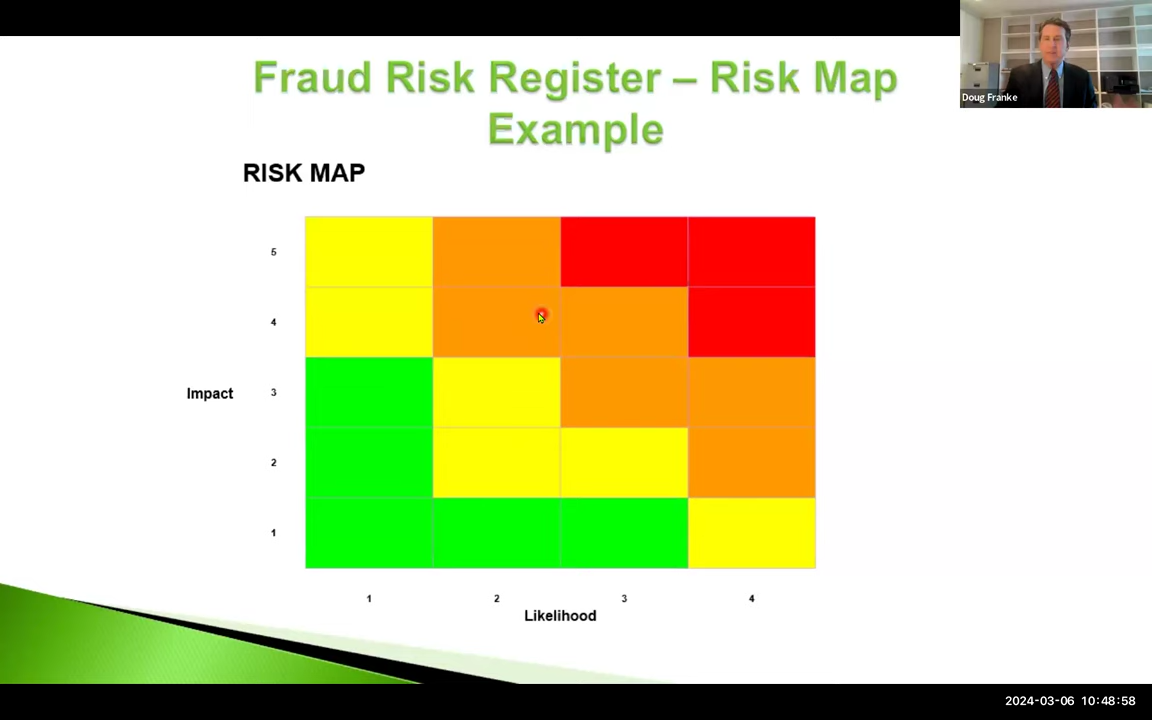 Fraud Risk Register – Risk Map
Example
Doug Franke
RISK MAP
5
4
Impact
3
2
1
1 2 3 4
Likelihood
2024-03-06 10:48:58